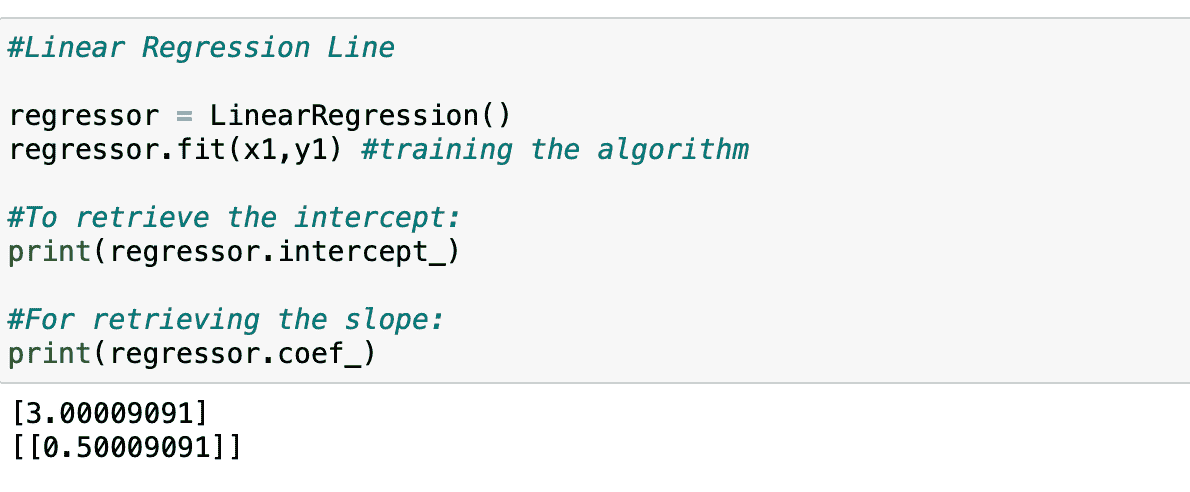 #Linear Regression Line
regressor = LinearRegression()
regressor.fit(x1,y1) #training the algorithm
#To retrieve the intercept:
print(regressor.intercept_)
#For retrieving the slope:
print(regressor.coef_)
[3.00009091]
[[0.50009091]]